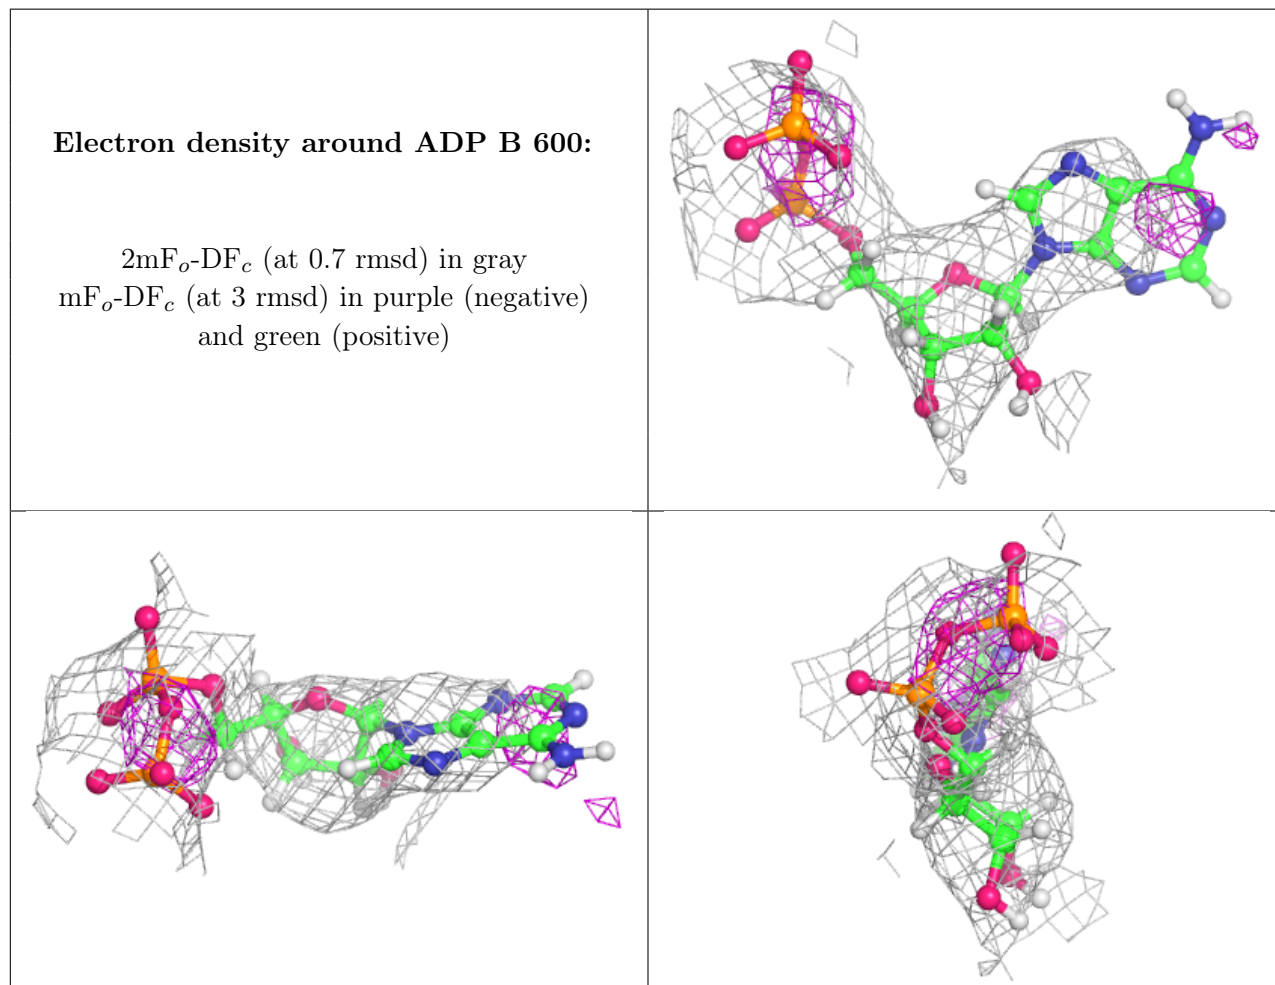 Electron density around ADP B 600:
2mFo-DFc (at 0.7 rmsd) in gray
mFo-DFc (at 3 rmsd) in purple (negative)
and green (positive)